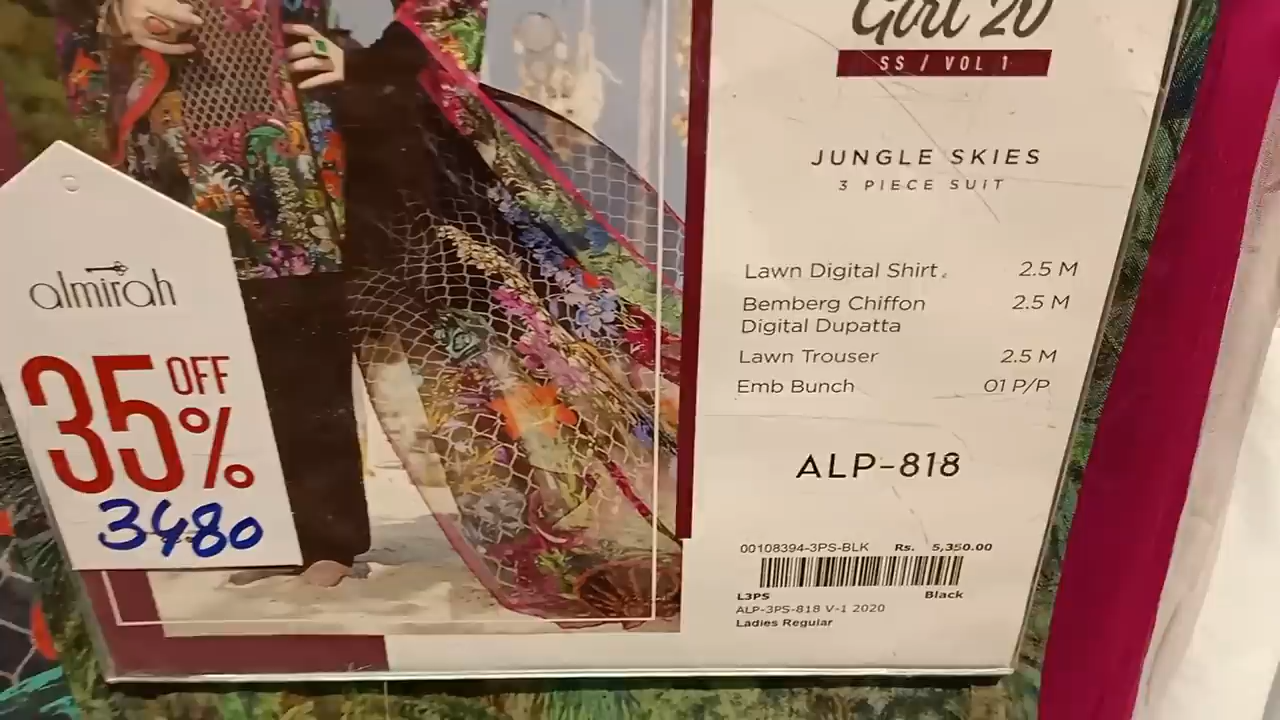 Girl 20
SS / VOL 1
JUNGLE SKIES
3 PIECE SUIT
Lawn Digital Shirt 2.5 M
Bemberg Chiffon 2.5 M
Digital Dupatta
Lawn Trouser 2.5 M
Emb Bunch 01 P/P
ALP-818
00108394-3PS-BLK Rs. 5,350.00
L3PS Black
ALP-3PS-818 V-1 2020
Ladies Regular
almirah
35% OFF
3480